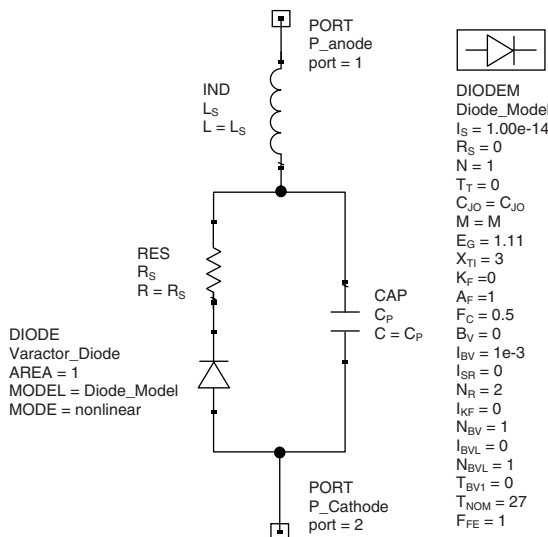 PORT
P_anode
port = 1
IND
LS
L = LS
RES
RS
R = RS
CAP
CP
C = CP
DIODE
Varactor_Diode
AREA = 1
MODEL = Diode_Model
MODE = nonlinear
PORT
P_Cathode
port = 2
DIODEM
Diode_Model
IS = 1.00e-14
RS = 0
N = 1
TT = 0
CJO = CJO
M = M
EG = 1.11
XTI = 3
KF =0
AF =1
FC = 0.5
BV = 0
IBV = 1e-3
ISR = 0
NR = 2
IKF = 0
NBV = 1
IBVL = 0
NBVL = 1
TBV1 = 0
TNOM = 27
FFE = 1